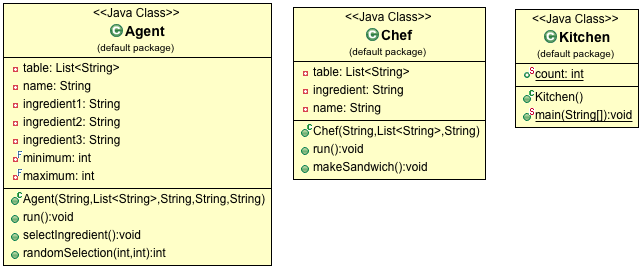 <<Java Class>>
Agent
(default package)
table: List<String>
name: String
ingredient1: String
ingredient2: String
ingredient3: String
minimum: int
maximum: int
Agent(String,List<String>,String,String,String)
run():void
selectIngredient():void
randomSelection(int,int):int
<<Java Class>>
Chef
(default package)
table: List<String>
ingredient: String
name: String
Chef(String,List<String>,String)
run():void
makeSandwich():void
<<Java Class>>
Kitchen
(default package)
count: int
Kitchen()
main(String[]):void